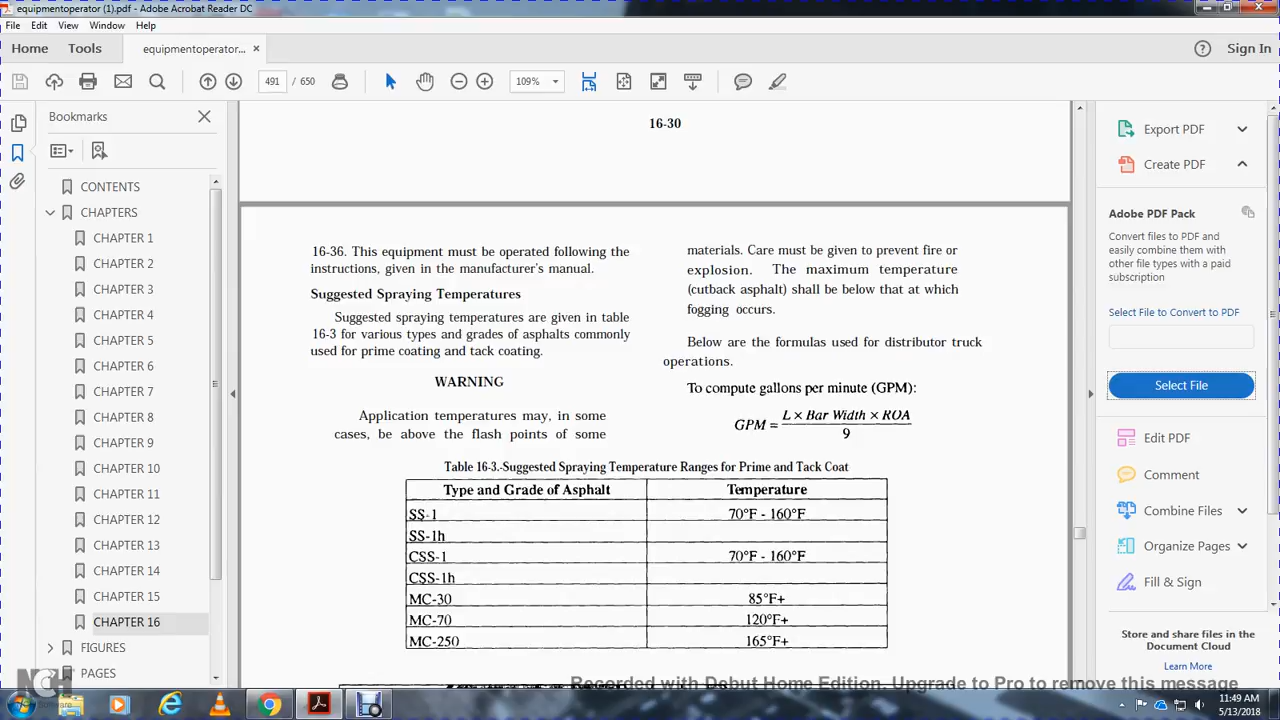 equipmentoperator (1).pdf - Adobe Acrobat Reader DC
File Edit View Window Help
Home Tools equipmentoperator... × Sign In
491 / 650 109%
Bookmarks
CONTENTS
CHAPTERS
CHAPTER 1
CHAPTER 2
CHAPTER 3
CHAPTER 4
CHAPTER 5
CHAPTER 6
CHAPTER 7
CHAPTER 8
CHAPTER 9
CHAPTER 10
CHAPTER 11
CHAPTER 12
CHAPTER 13
CHAPTER 14
CHAPTER 15
CHAPTER 16
FIGURES
PAGES
16-30
16-36. This equipment must be operated following the
instructions, given in the manufacturer's manual.
Suggested Spraying Temperatures
Suggested spraying temperatures are given in table
16-3 for various types and grades of asphalts commonly
used for prime coating and tack coating.
WARNING
Application temperatures may, in some
cases, be above the flash points of some
materials. Care must be given to prevent fire or
explosion. The maximum temperature
(cutback asphalt) shall be below that at which
fogging occurs.
Below are the formulas used for distributor truck
operations.
To compute gallons per minute (GPM):
GPM = L × Bar Width × ROA
9
Table 16-3.-Suggested Spraying Temperature Ranges for Prime and Tack Coat
Type and Grade of Asphalt Temperature
SS-1 70°F - 160°F
SS-1h
CSS-1 70°F - 160°F
CSS-1h
MC-30 85°F+
MC-70 120°F+
MC-250 165°F+
Export PDF
Create PDF
Adobe PDF Pack
Convert files to PDF and
easily combine them with
other file types with a paid
subscription
Select File to Convert to PDF
Select File
Edit PDF
Comment
Combine Files
Organize Pages
Fill & Sign
Store and share files in the
Document Cloud
Learn More
Recorded with Debut Home Edition. Upgrade to Pro to remove this message
NCH
Software
11:49 AM
5/13/2018